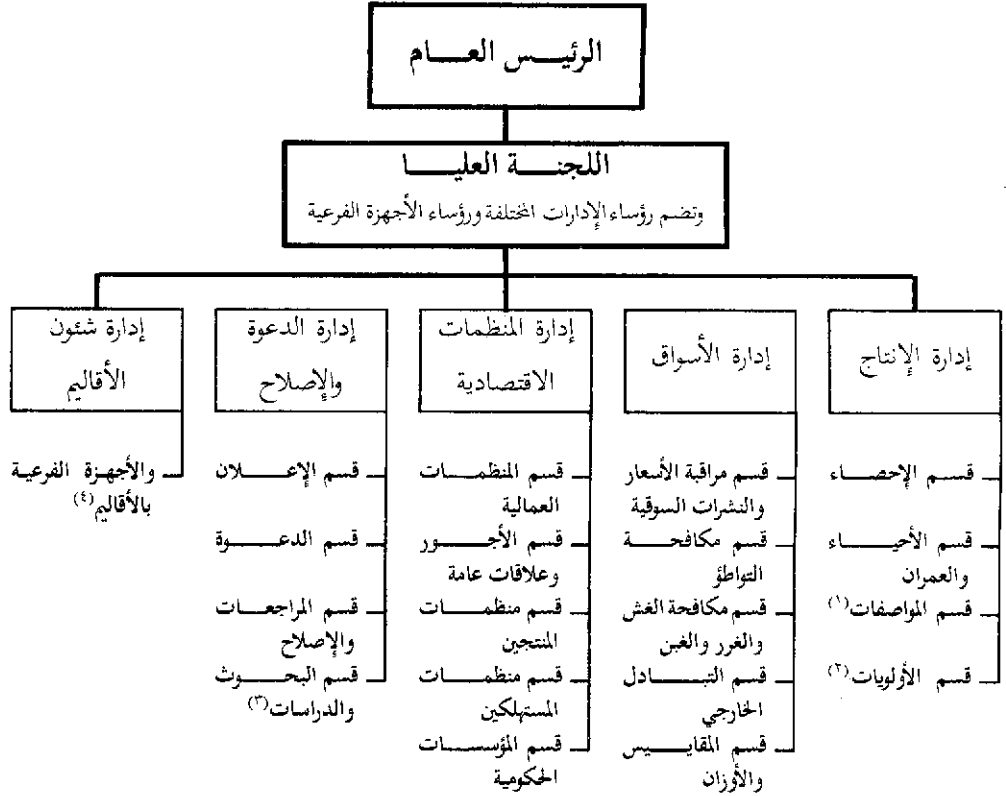 الرئيس العام
اللجنة العليا
وتضم رؤساء الإدارات المختلفة ورؤساء الأجهزة الفرعية
إدارة الإنتاج
إدارة الأسواق
إدارة المنظمات
الاقتصادية
إدارة الدعوة
والإصلاح
إدارة شئون
الأقاليم
قسم الإحصاء
قسم الأحياء
والعمران
قسم المواصفات(١)
قسم الأولويات(٢)
قسم مراقبة الأسعار
والنشرات السوقية
قسم مكافحة
التواطؤ
قسم مكافحة الغش
والغرر والغبن
قسم التبادل
الخارجي
قسم المقاييس
والأوزان
قسم المنظمات
العمالية
قسم الأجور
وعلاقات عامة
قسم منظمات
المنتجين
قسم منظمات
المستهلكين
قسم المؤسسات
الحكومية
قسم الإعلان
قسم الدعوة
قسم المراجعات
والإصلاح
قسم البحوث
والدراسات(٣)
والأجهزة الفرعية
بالأقاليم(٤)